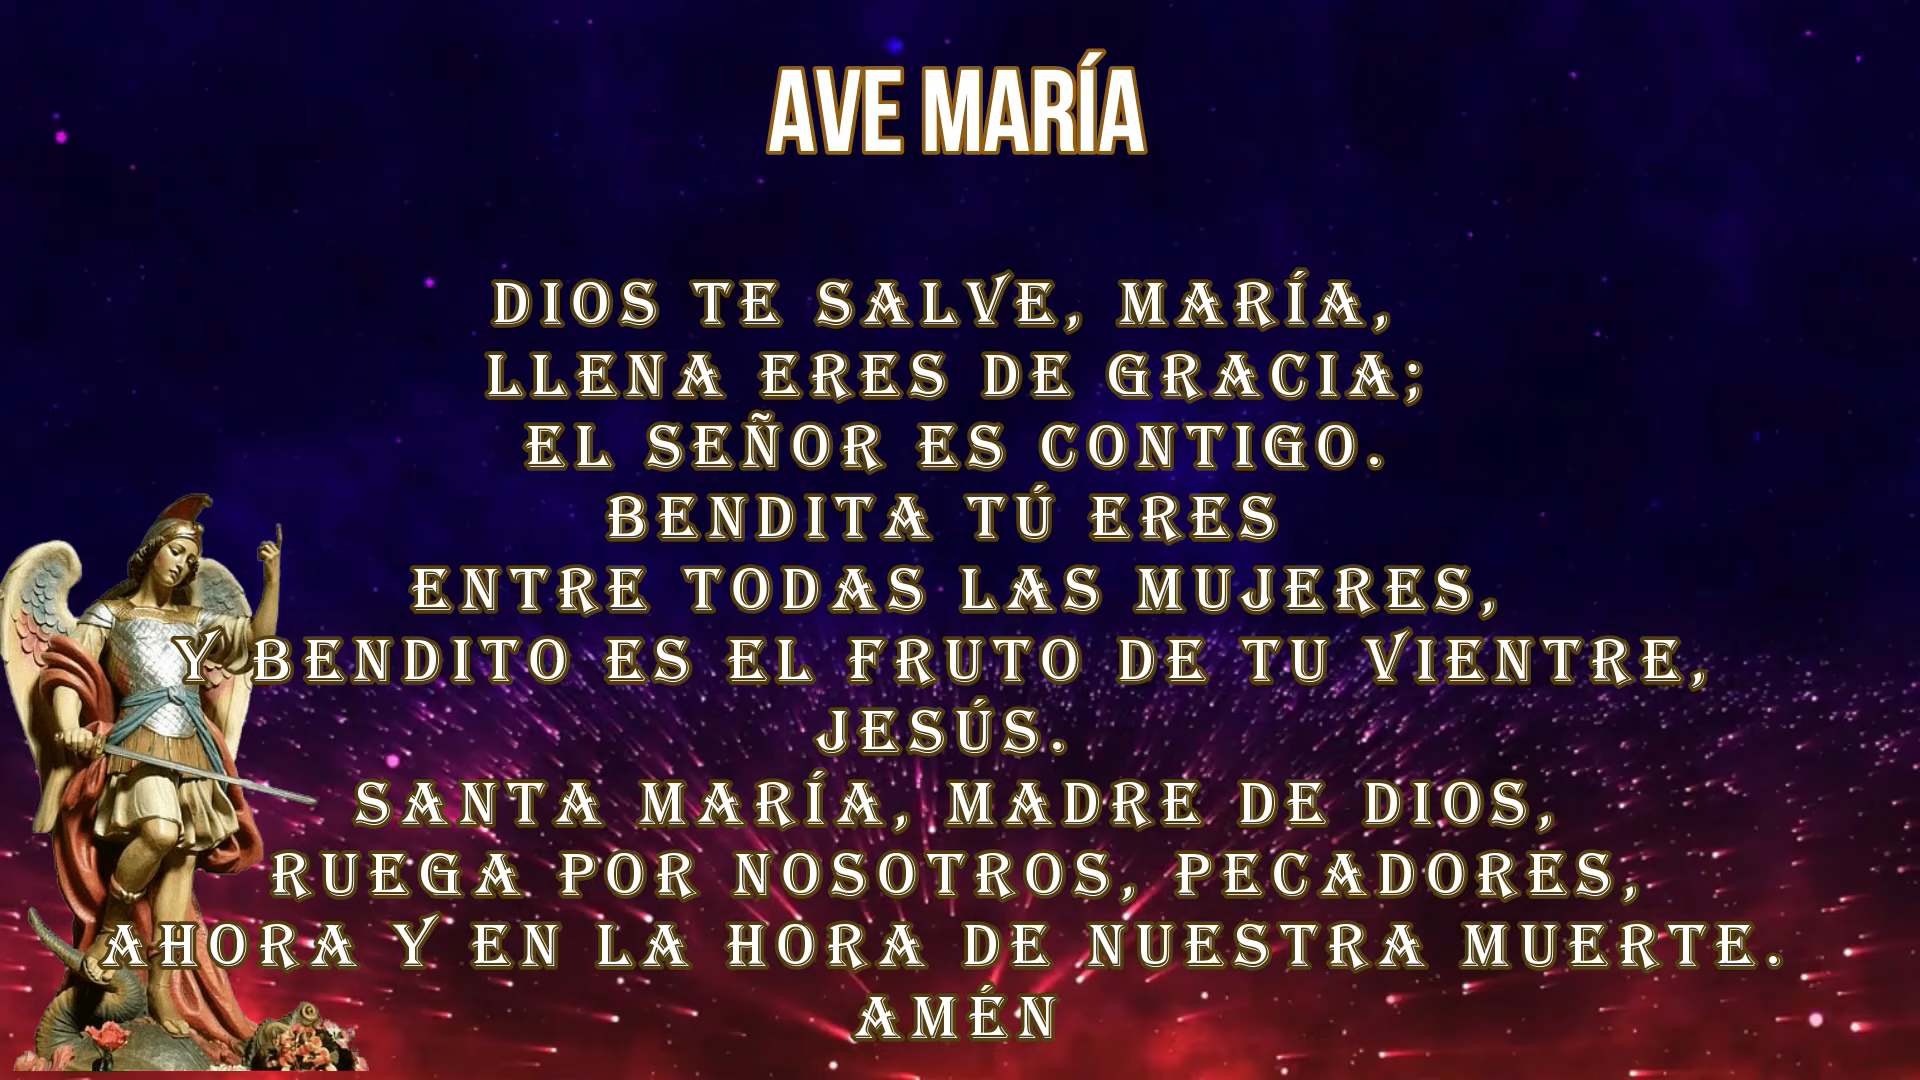 AVE MARÍA
DIOS TE SALVE, MARÍA,
LLENA ERES DE GRACIA;
EL SEÑOR ES CONTIGO.
BENDITA TÚ ERES
ENTRE TODAS LAS MUJERES,
Y BENDITO ES EL FRUTO DE TU VIENTRE,
JESÚS.
SANTA MARÍA, MADRE DE DIOS,
RUEGA POR NOSOTROS, PECADORES,
AHORA Y EN LA HORA DE NUESTRA MUERTE.
AMÉN